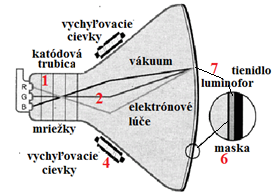 vychyľovacie
cievky
katódová
trubica
vákuum
7
tienidlo
luminofor
1
R
G
B
2
elektrónové
lúče
mriežky
vychyľovacie
cievky
4
maska
6